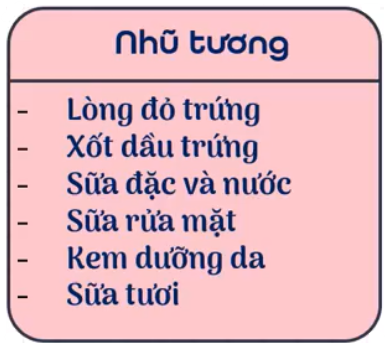 Nhũ tương
- Lòng đỏ trứng
- Xốt dầu trứng
- Sữa đặc và nước
- Sữa rửa mặt
- Kem dưỡng da
- Sữa tươi